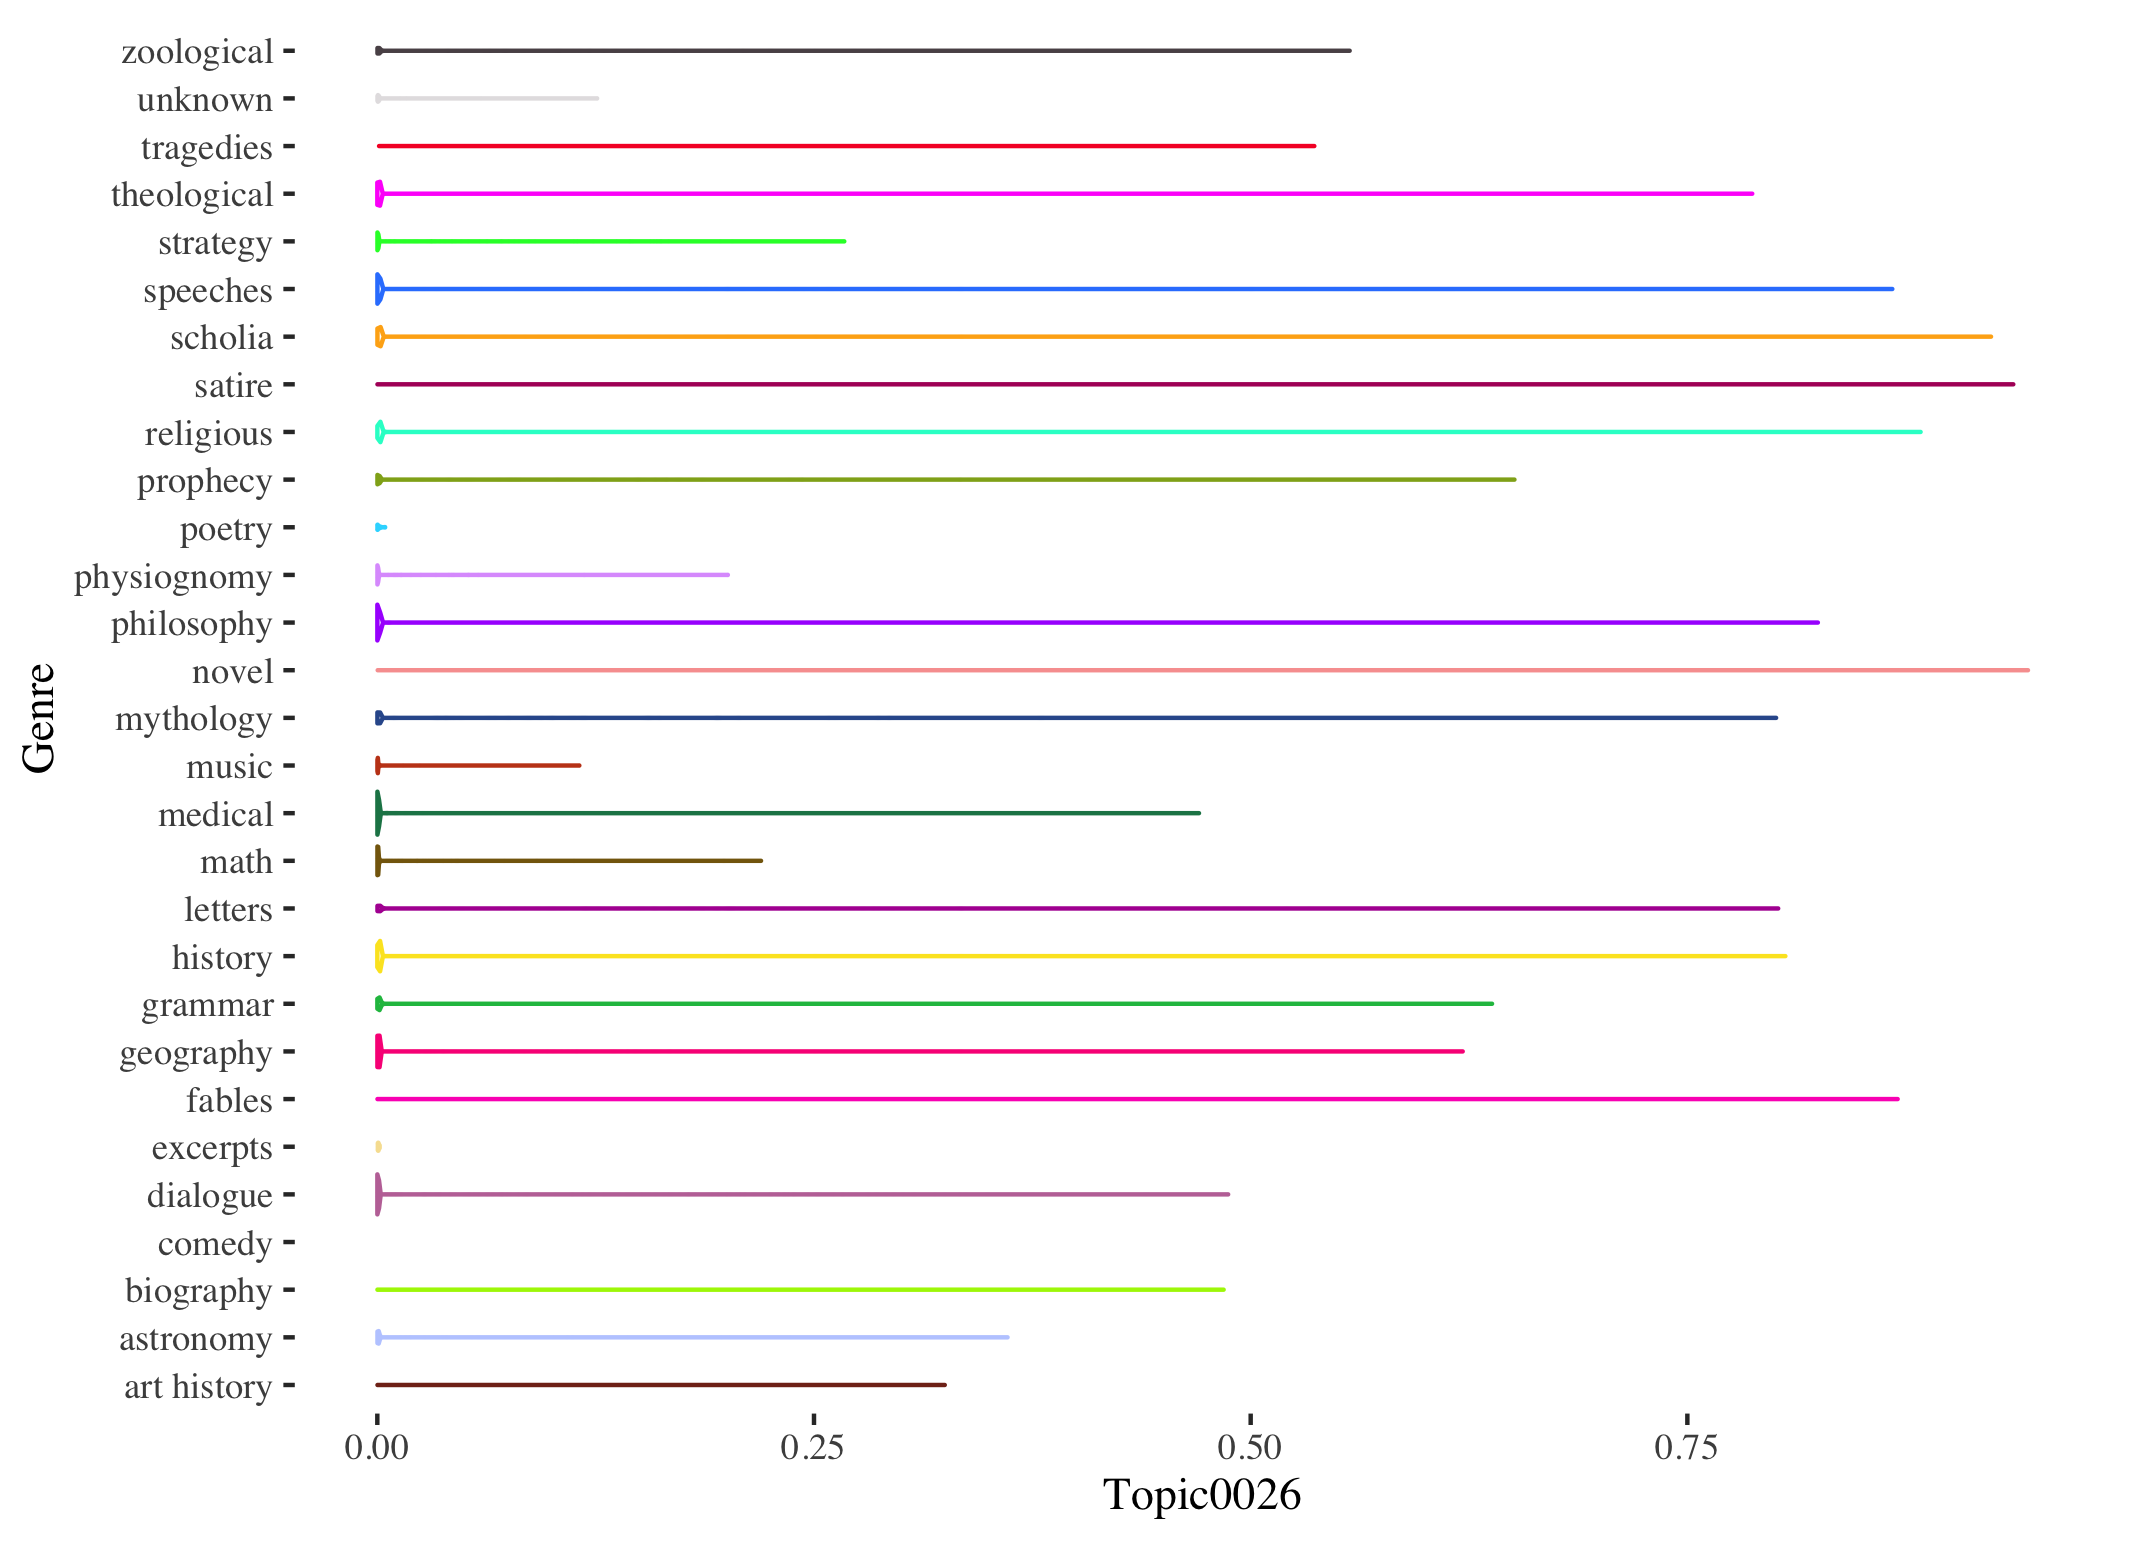 zoological
unknown
tragedies
theological
strategy
speeches
scholia
satire
religious
prophecy
poetry
physiognomy
philosophy
novel
mythology
music
medical
math
letters
history
grammar
geography
fables
excerpts
dialogue
comedy
biography
astronomy
art history
Genre
0.00 0.25 0.50 0.75
Topic0026